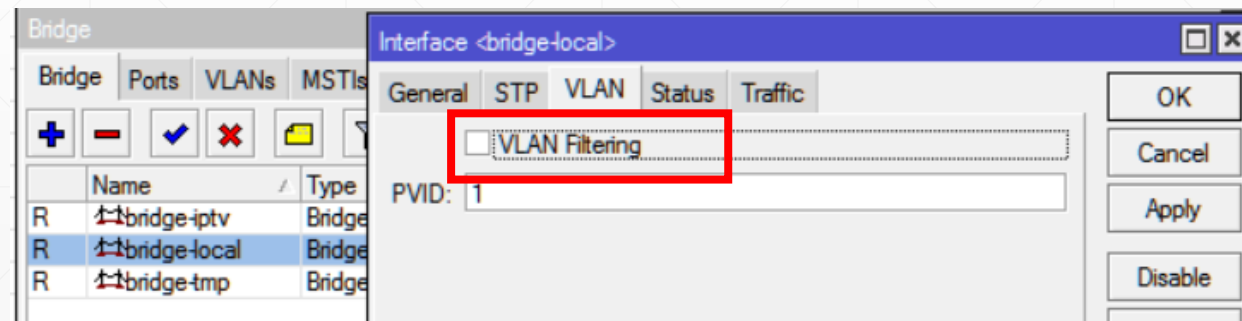 Bridge
Bridge Ports VLANs MSTIs
Name Type
R bridge-iptv Bridge
R bridge-local Bridge
R bridge-tmp Bridge
Interface <bridge-local>
General STP VLAN Status Traffic
VLAN Filtering
PVID: 1
OK
Cancel
Apply
Disable